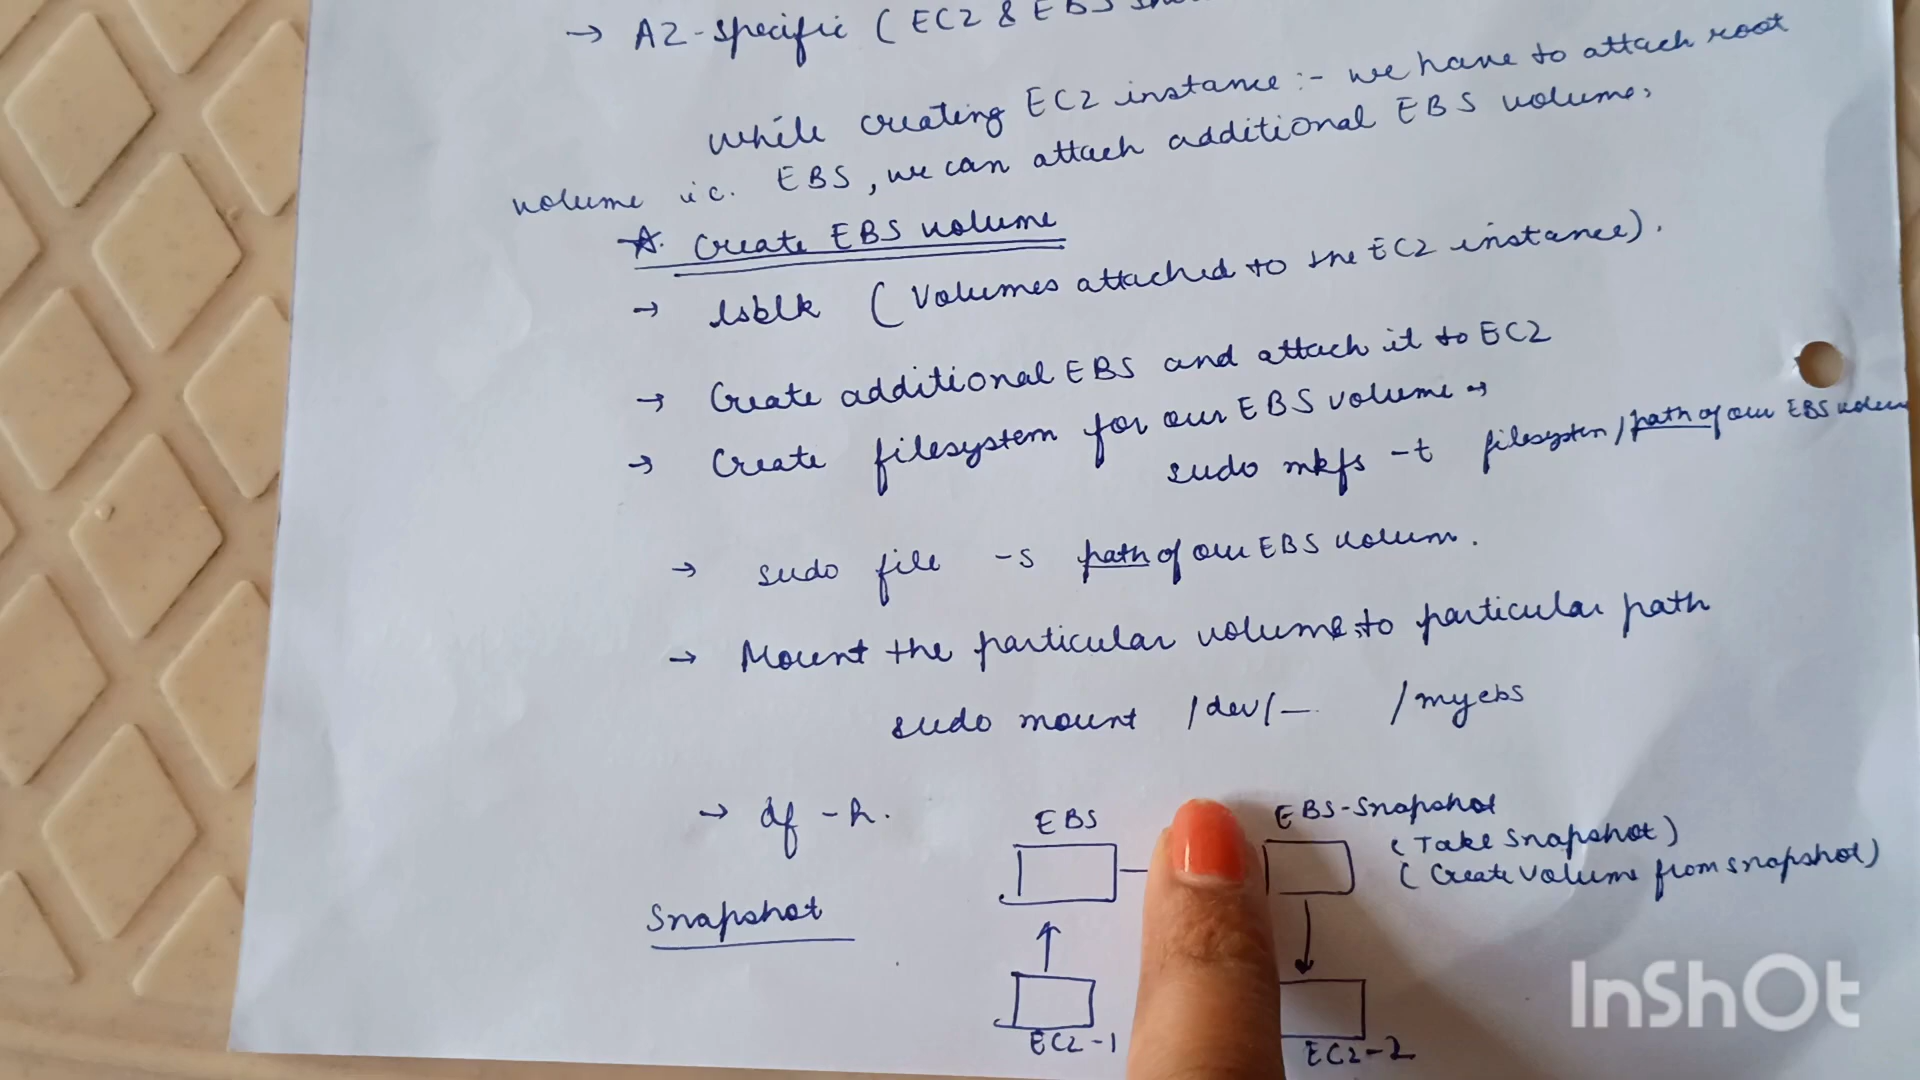 → AZ-specific ( EC2 & EBS
While creating EC2 instance :- we have to attach root
volume i.e. EBS, we can attach additional EBS volume.
A. Create EBS volume
→ lsblk ( Volumes attached to the EC2 instance).
→ Create additional EBS and attach it to EC2
→ Create filesystem for our EBS volume →
sudo mkfs -t filesystem / path of our EBS volum
→ sudo file -s path of our EBS volum.
→ Mount the particular volume to particular path
sudo mount /dev/— /myebs
→ df -h.
Snapshot
EBS
EBS-Snapshot
(Take Snapshot)
( Create Volume from snapshot)
EC2-1
EC2-2
InShOt